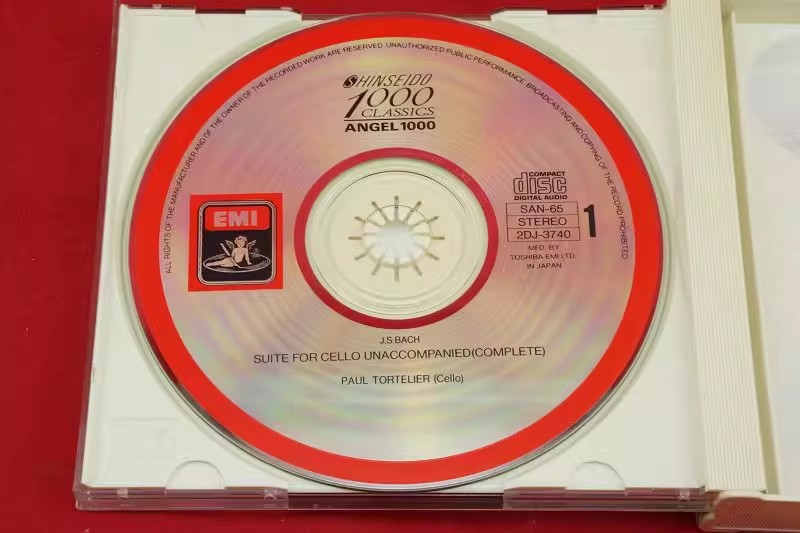 ALL RIGHTS OF THE MANUFACTURER AND OF THE OWNER OF THE RECORDED WORK ARE RESERVED. UNAUTHORIZED PUBLIC PERFORMANCE, BROADCASTING AND COPYING OF THE RECORD PROHIBITED
SHINSEIDO
1000
CLASSICS
ANGEL 1000
EMI
COMPACT
disc
DIGITAL AUDIO
SAN-65
STEREO
2DJ-3740
1
MFD. BY
TOSHIBA-EMI LTD.
IN JAPAN
J.S.BACH
SUITE FOR CELLO UNACCOMPANIED(COMPLETE)
PAUL TORTELIER (Cello)